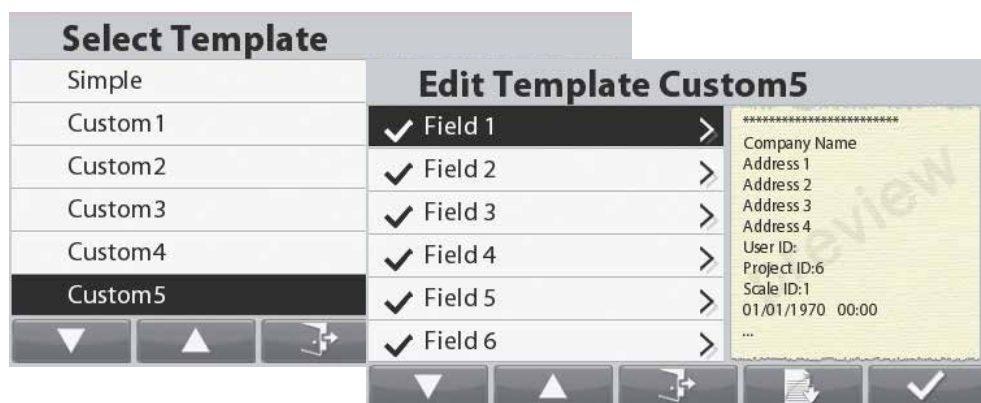 Select Template
Simple
Custom1
Custom2
Custom3
Custom4
Custom5
Edit Template Custom5
Field 1
Field 2
Field 3
Field 4
Field 5
Field 6
************************
Company Name
Address 1
Address 2
Address 3
Address 4
User ID:
Project ID:6
Scale ID:1
01/01/1970 00:00
...
preview